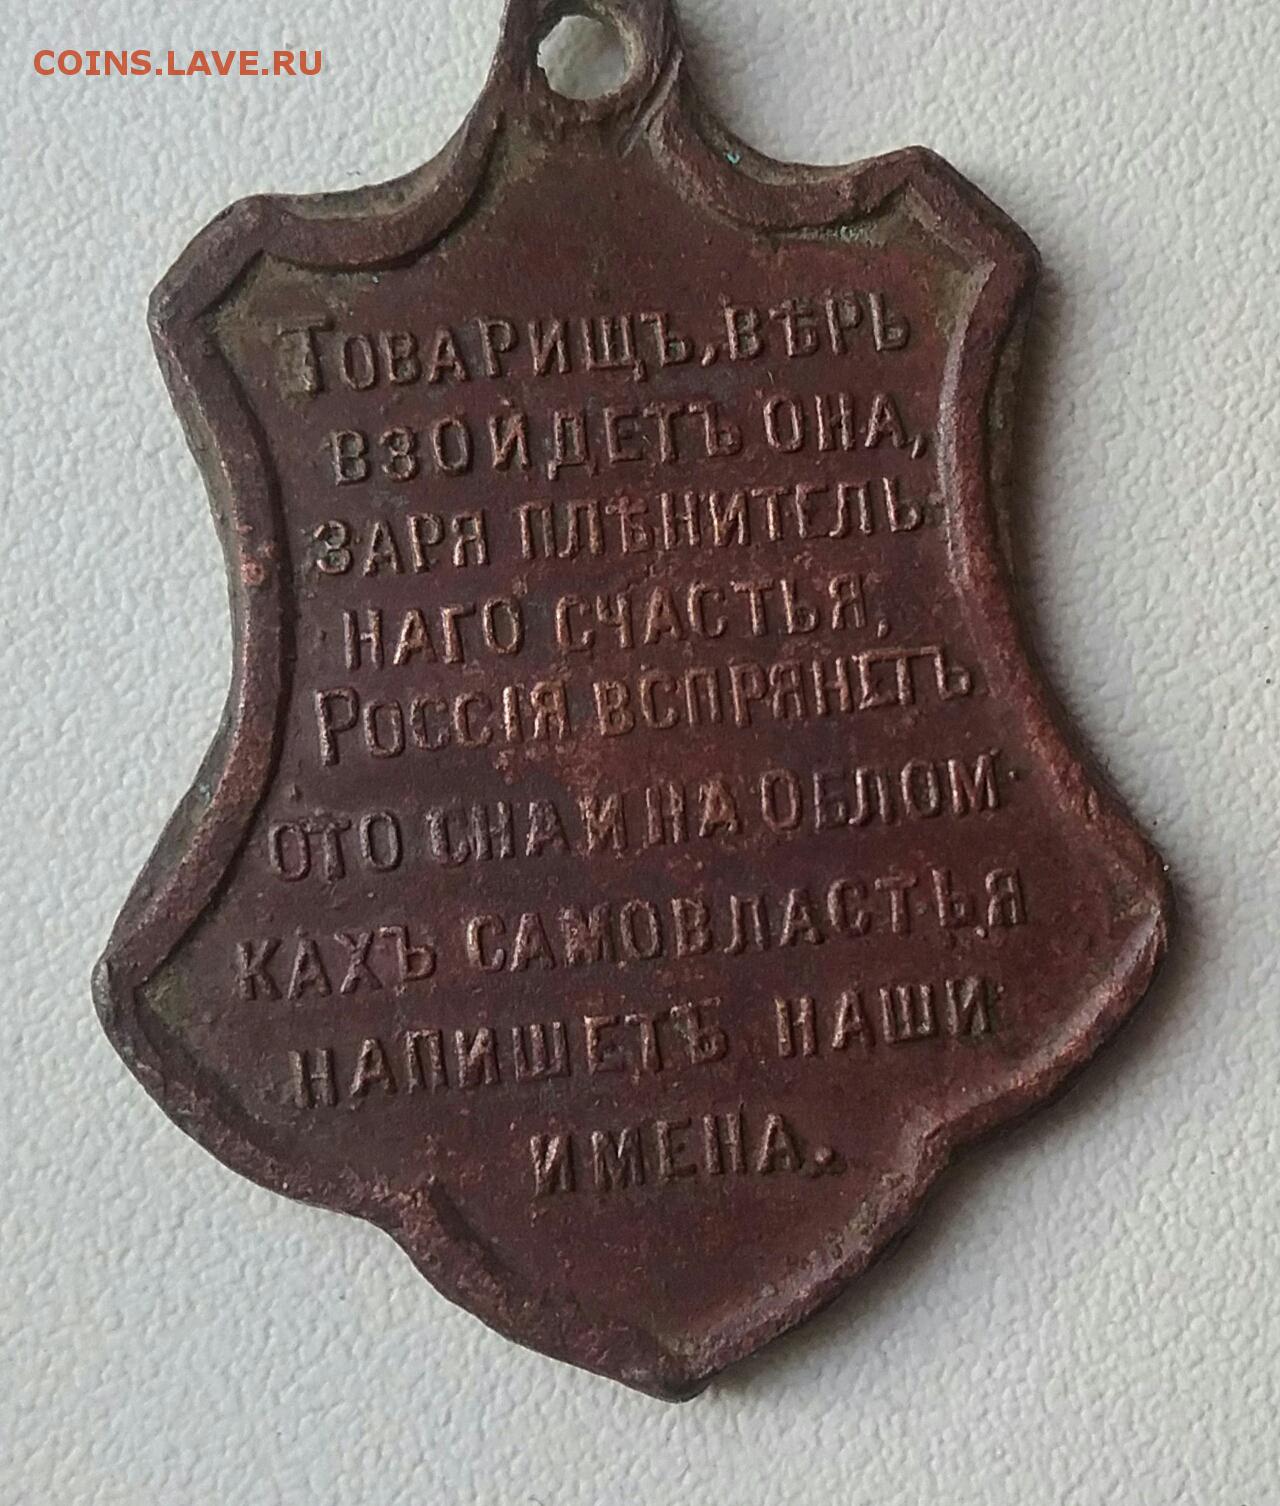 COINS.LAVE.RU
ТОВАРИЩЪ, ВѢРЬ
ВЗОЙДЕТЪ ОНА,
ЗАРЯ ПЛѢНИТЕЛЬ-
НАГО СЧАСТЬЯ,
РОССІЯ ВСПРЯНЕТЪ
ОТО СНА И НА ОБЛОМ-
КАХЪ САМОВЛАСТЬЯ
НАПИШЕТЪ НАШИ
ИМЕНА.